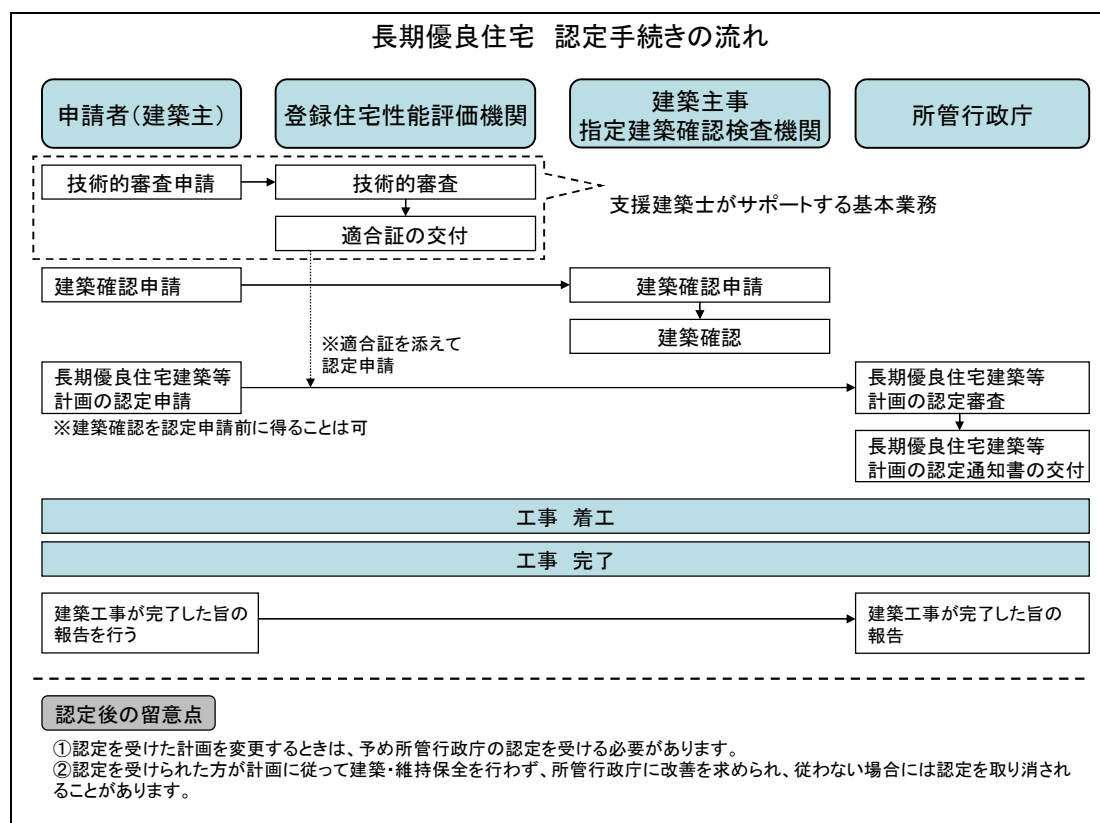 長期優良住宅 認定手続きの流れ
申請者(建築主)
登録住宅性能評価機関
建築主事
指定建築確認検査機関
所管行政庁
技術的審査申請
技術的審査
支援建築士がサポートする基本業務
適合証の交付
建築確認申請
建築確認申請
建築確認
※適合証を添えて
認定申請
長期優良住宅建築等
計画の認定申請
長期優良住宅建築等
計画の認定審査
※建築確認を認定申請前に得ることは可
長期優良住宅建築等
計画の認定通知書の交付
工事 着工
工事 完了
建築工事が完了した旨の
報告を行う
建築工事が完了した旨の
報告
認定後の留意点
①認定を受けた計画を変更するときは、予め所管行政庁の認定を受ける必要があります。
②認定を受けられた方が計画に従って建築・維持保全を行わず、所管行政庁に改善を求められ、従わない場合には認定を取り消され
ることがあります。